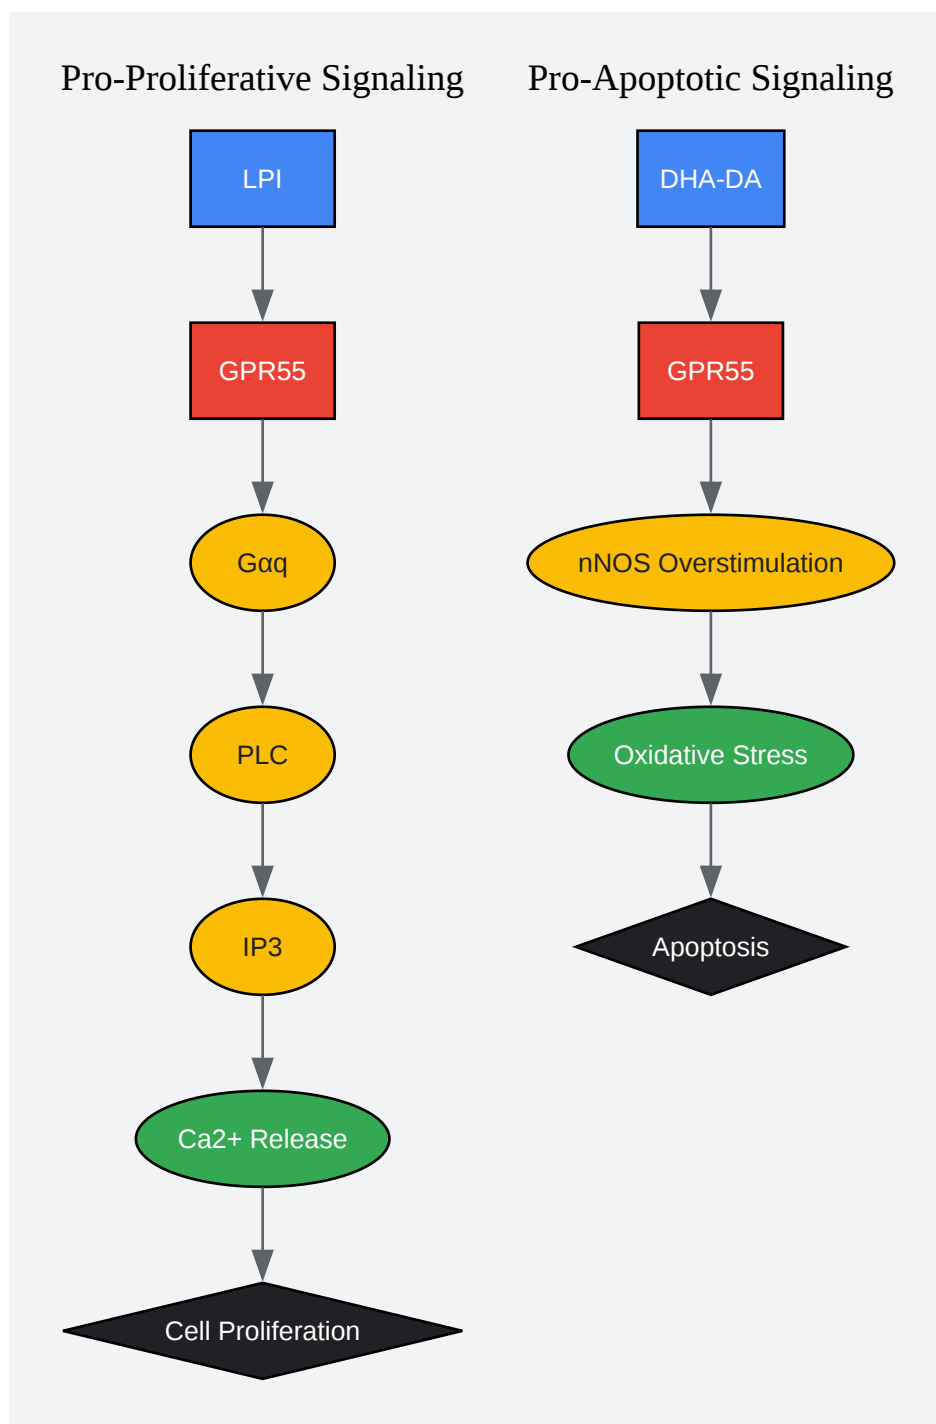 Pro-Proliferative Signaling
LPI
GPR55
Gαq
PLC
IP3
Ca2+ Release
Cell Proliferation
Pro-Apoptotic Signaling
DHA-DA
GPR55
nNOS Overstimulation
Oxidative Stress
Apoptosis